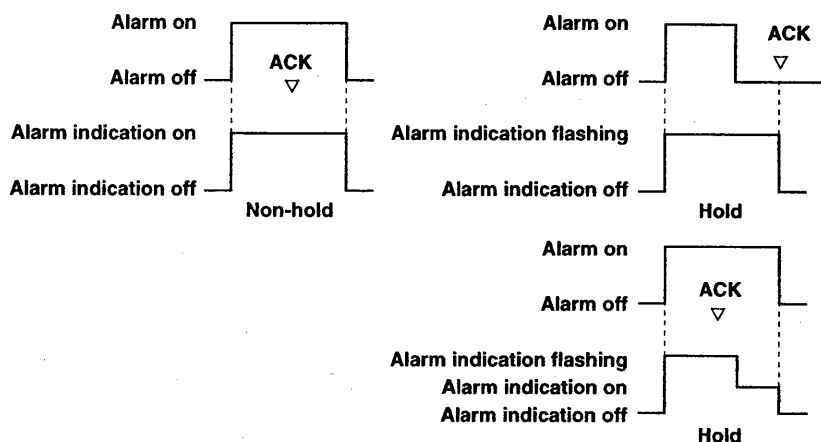 Alarm on
ACK
Alarm off
Alarm indication on
Alarm indication off
Non-hold
Alarm on
ACK
Alarm off
Alarm indication flashing
Alarm indication off
Hold
Alarm on
ACK
Alarm off
Alarm indication flashing
Alarm indication on
Alarm indication off
Hold